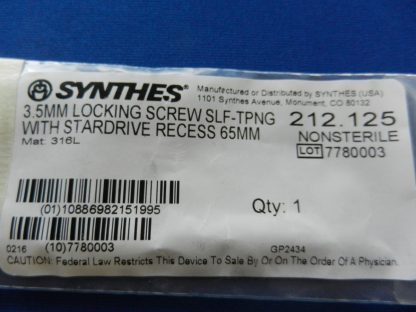 SYNTHES® Manufactured or Distributed by SYNTHES (USA)
1101 Synthes Avenue, Monument, CO 80132
3.5MM LOCKING SCREW SLF-TPNG 212.125
WITH STARDRIVE RECESS 65MM NONSTERILE
Mat: 316L LOT 7780003
(01)10886982151995 Qty: 1
0216 (10)7780003 GP2434
CAUTION: Federal Law Restricts This Device To Sale By Or On The Order Of A Physician.